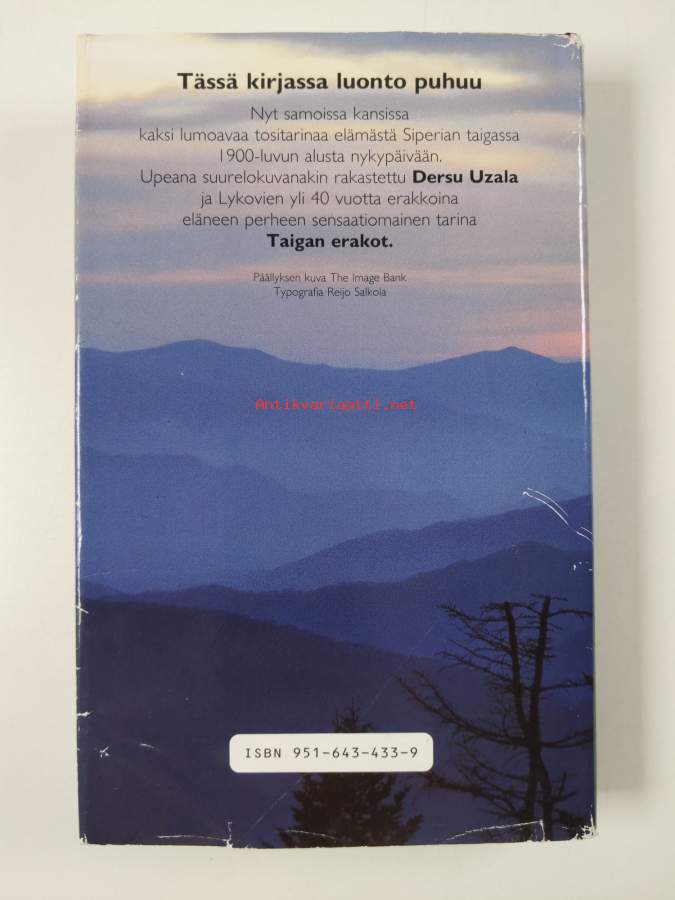 Tässä kirjassa luonto puhuu
Nyt samoissa kansissa
kaksi lumoavaa tositarinaa elämästä Siperian taigassa
1900-luvun alusta nykypäivään.
Upeana suurelokuvanakin rakastettu Dersu Uzala
ja Lykovien yli 40 vuotta erakkoina
eläneen perheen sensaatiomainen tarina
Taigan erakot.
Päällyksen kuva The Image Bank
Typografia Reijo Salkola
Antikvariaatti.net
ISBN 951-643-433-9